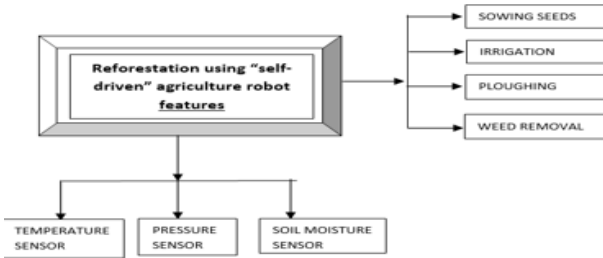 SOWING SEEDS
Reforestation using “self-
driven” agriculture robot
features
IRRIGATION
PLOUGHING
WEED REMOVAL
TEMPERATURE
SENSOR
PRESSURE
SENSOR
SOIL MOISTURE
SENSOR